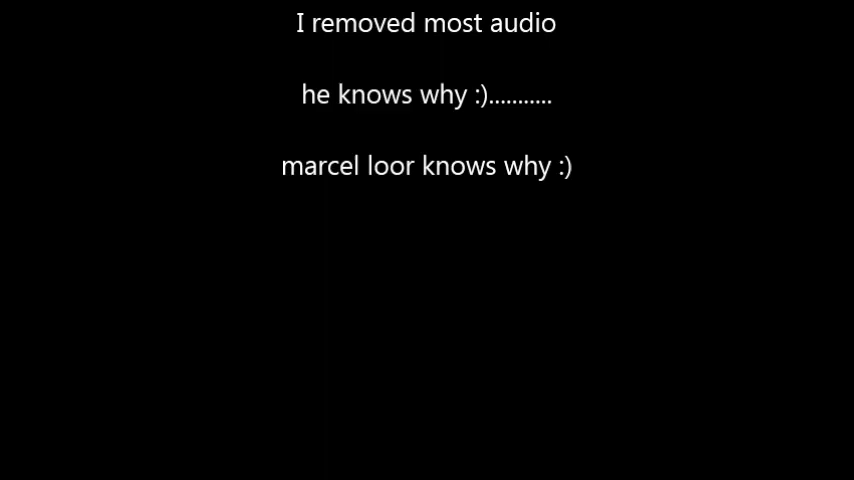 I removed most audio
he knows why :)...........
marcel loor knows why :)